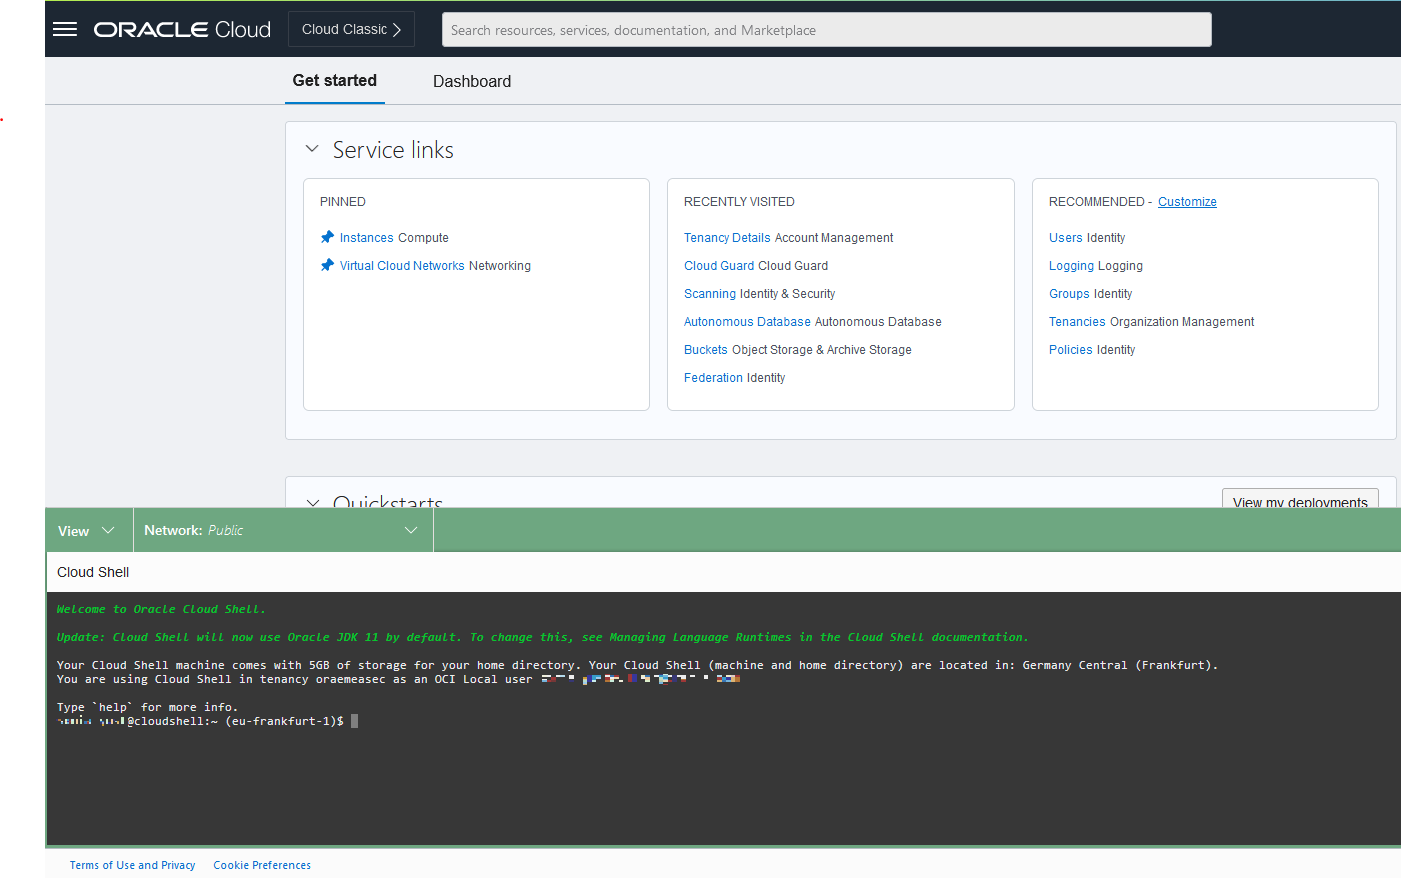 ORACLE Cloud
Cloud Classic
Search resources, services, documentation, and Marketplace
Get started
Dashboard
Service links
PINNED
Instances Compute
Virtual Cloud Networks Networking
RECENTLY VISITED
Tenancy Details Account Management
Cloud Guard Cloud Guard
Scanning Identity & Security
Autonomous Database Autonomous Database
Buckets Object Storage & Archive Storage
Federation Identity
RECOMMENDED - Customize
Users Identity
Logging Logging
Groups Identity
Tenancies Organization Management
Policies Identity
Quickstarts
View my deployments
View
Network: Public
Cloud Shell
Welcome to Oracle Cloud Shell.
Update: Cloud Shell will now use Oracle JDK 11 by default. To change this, see Managing Language Runtimes in the Cloud Shell documentation.
Your Cloud Shell machine comes with 5GB of storage for your home directory. Your Cloud Shell (machine and home directory) are located in: Germany Central (Frankfurt).
You are using Cloud Shell in tenancy oraemeasec as an OCI Local user
Type `help` for more info.
@cloudshell:~ (eu-frankfurt-1)$
Terms of Use and Privacy
Cookie Preferences